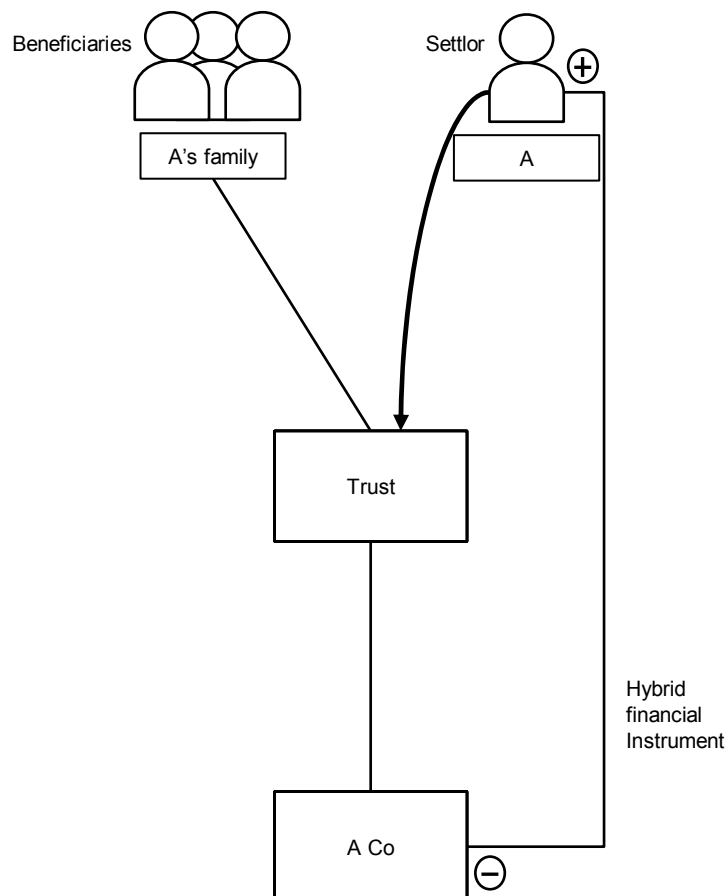 Beneficiaries
Settlor
+
A's family
A
Trust
Hybrid
financial
Instrument
A Co
−